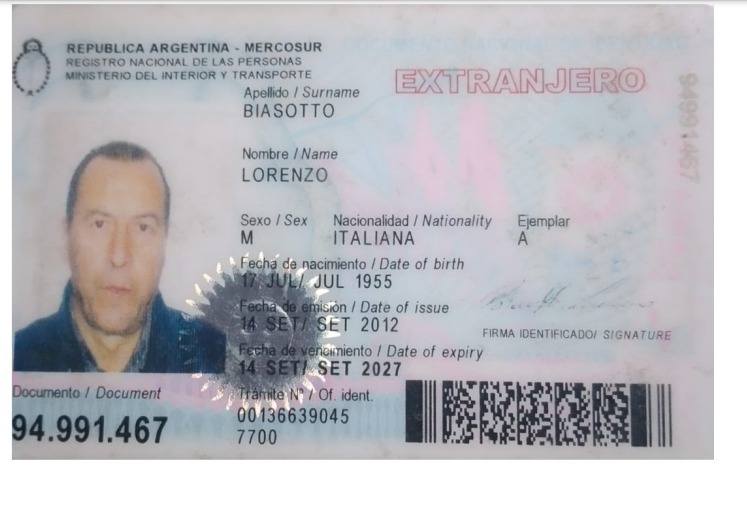 REPUBLICA ARGENTINA - MERCOSUR
REGISTRO NACIONAL DE LAS PERSONAS
MINISTERIO DEL INTERIOR Y TRANSPORTE
EXTRANJERO
Apellido / Surname
BIASOTTO
Nombre / Name
LORENZO
Sexo / Sex Nacionalidad / Nationality Ejemplar
M ITALIANA A
Fecha de nacimiento / Date of birth
17 JUL/ JUL 1955
Fecha de emisión / Date of issue
14 SET/ SET 2012
FIRMA IDENTIFICADO/ SIGNATURE
Fecha de vencimiento / Date of expiry
14 SET/ SET 2027
Documento / Document
94.991.467
Trámite Nº / Of. ident.
00136639045
7700
94991467